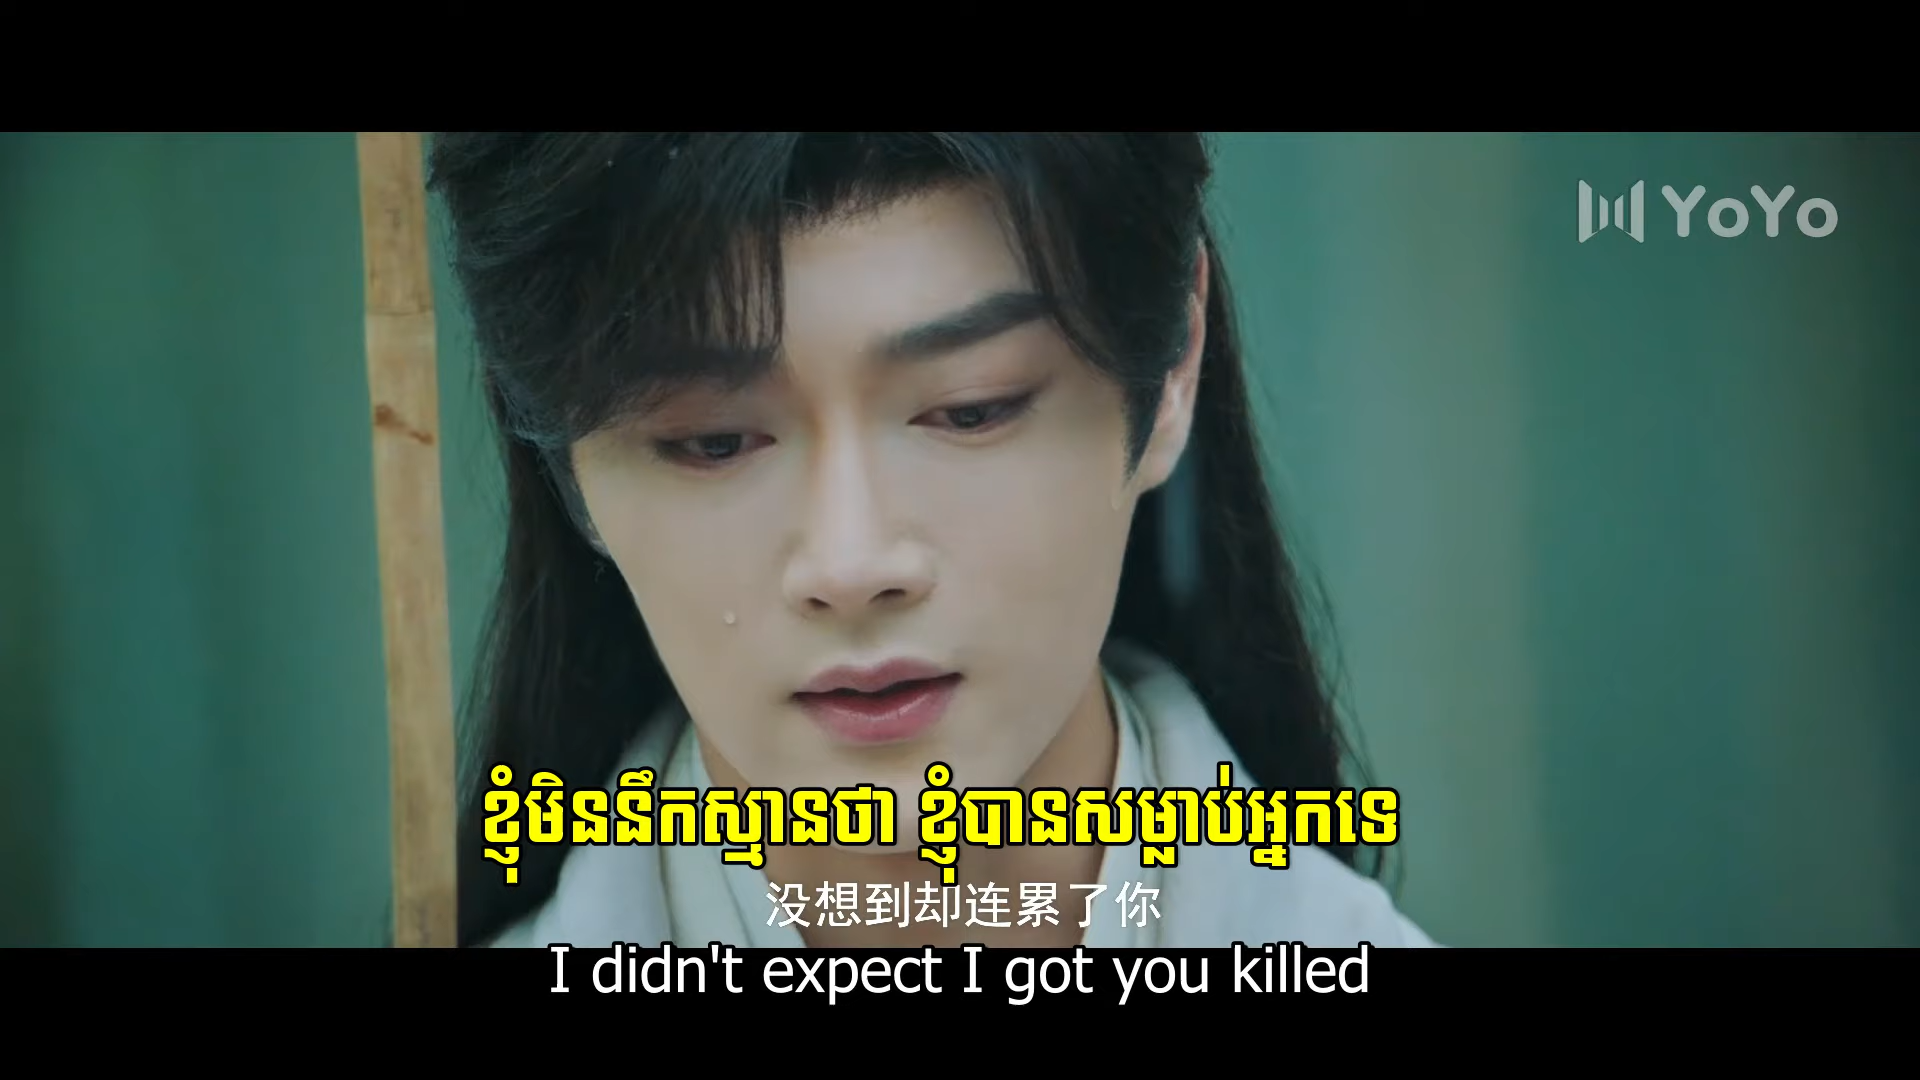 YoYo
ខ្ញុំមិននឹកស្មានថា ខ្ញុំបានសម្លាប់អ្នកទេ
没想到却连累了你
I didn't expect I got you killed